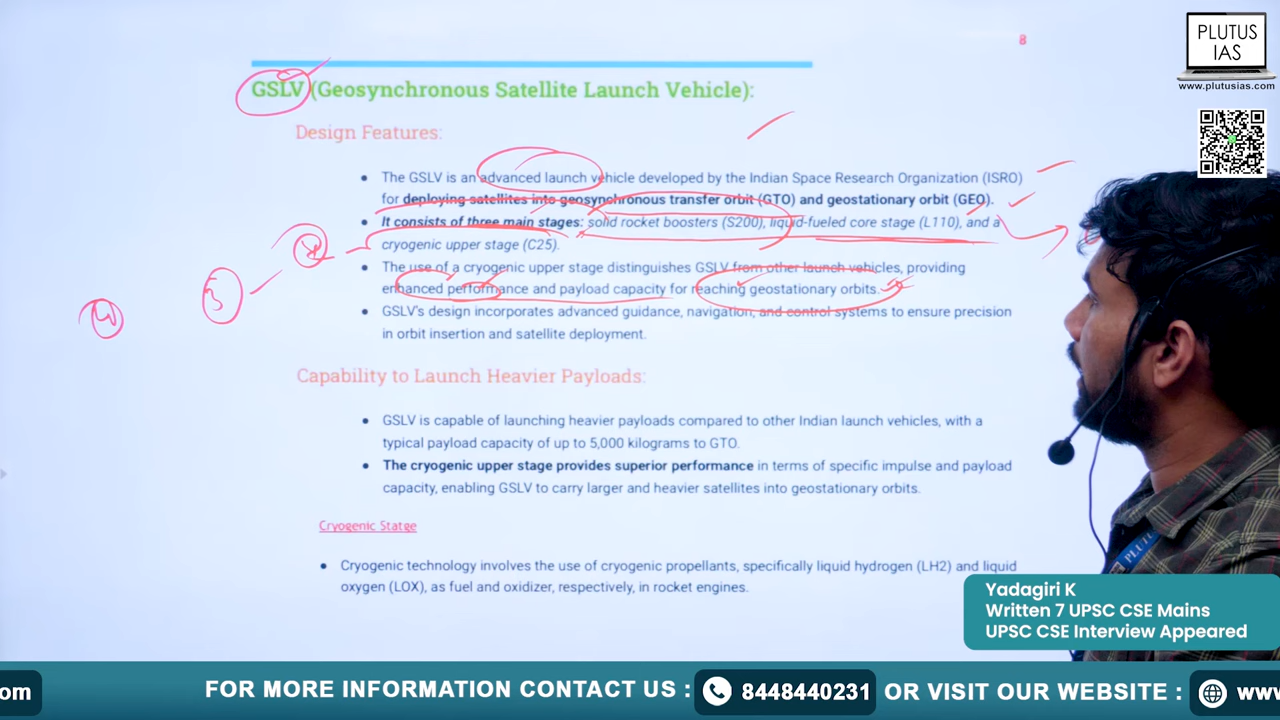 8
PLUTUS
IAS
www.plutusias.com
GSLV (Geosynchronous Satellite Launch Vehicle):
Design Features:
• The GSLV is an advanced launch vehicle developed by the Indian Space Research Organization (ISRO)
for deploying satellites into geosynchronous transfer orbit (GTO) and geostationary orbit (GEO).
• It consists of three main stages: solid rocket boosters (S200), liquid-fueled core stage (L110), and a
cryogenic upper stage (C25).
• The use of a cryogenic upper stage distinguishes GSLV from other launch vehicles, providing
enhanced performance and payload capacity for reaching geostationary orbits.
• GSLV's design incorporates advanced guidance, navigation, and control systems to ensure precision
in orbit insertion and satellite deployment.
Capability to Launch Heavier Payloads:
• GSLV is capable of launching heavier payloads compared to other Indian launch vehicles, with a
typical payload capacity of up to 5,000 kilograms to GTO.
• The cryogenic upper stage provides superior performance in terms of specific impulse and payload
capacity, enabling GSLV to carry larger and heavier satellites into geostationary orbits.
Cryogenic Statge
• Cryogenic technology involves the use of cryogenic propellants, specifically liquid hydrogen (LH2) and liquid
oxygen (LOX), as fuel and oxidizer, respectively, in rocket engines.
PLUT
Yadagiri K
Written 7 UPSC CSE Mains
UPSC CSE Interview Appeared
om
FOR MORE INFORMATION CONTACT US : 8448440231 OR VISIT OUR WEBSITE : ww